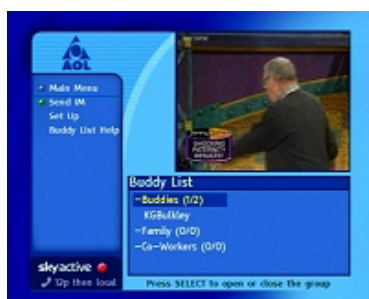 AOL
Main Menu
Send IM
Set Up
Buddy List Help
SHOCKING
PATERNITY
RESULTS!
Buddy List
-Buddies (1/2)
KGBulkley
-Family (0/0)
-Co-Workers (0/0)
skyactive
12p then local
Press SELECT to open or close the group